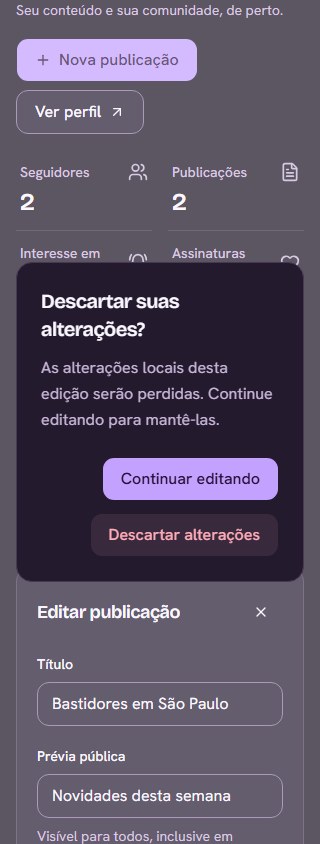 Seu conteúdo e sua comunidade, de perto.
Nova publicação
Ver perfil
Seguidores
Publicações
2
2
Interesse em
Assinaturas
Descartar suas
alterações?
As alterações locais desta
edição serão perdidas. Continue
editando para mantê-las.
Continuar editando
Descartar alterações
Editar publicação
Título
Bastidores em São Paulo
Prévia pública
Novidades desta semana
Visível para todos, inclusive em